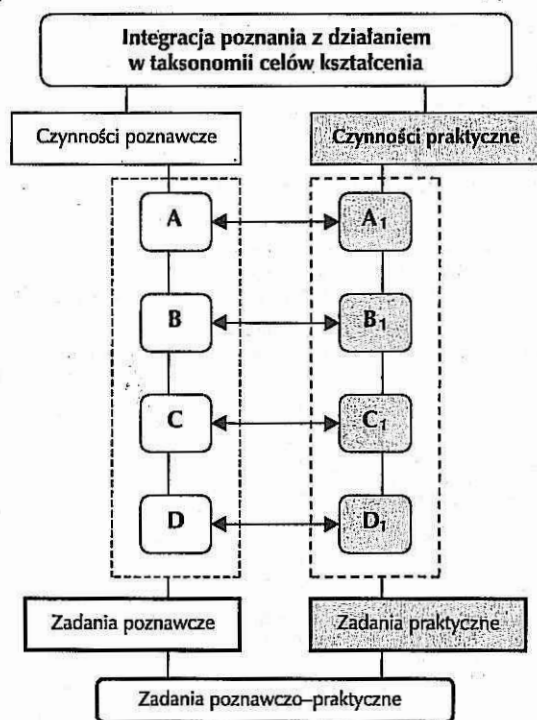 Integracja poznania z działaniem
w taksonomii celów kształcenia
Czynności poznawcze
Czynności praktyczne
A
A₁
B
B₁
C
C₁
D
D₁
Zadania poznawcze
Zadania praktyczne
Zadania poznawczo–praktyczne